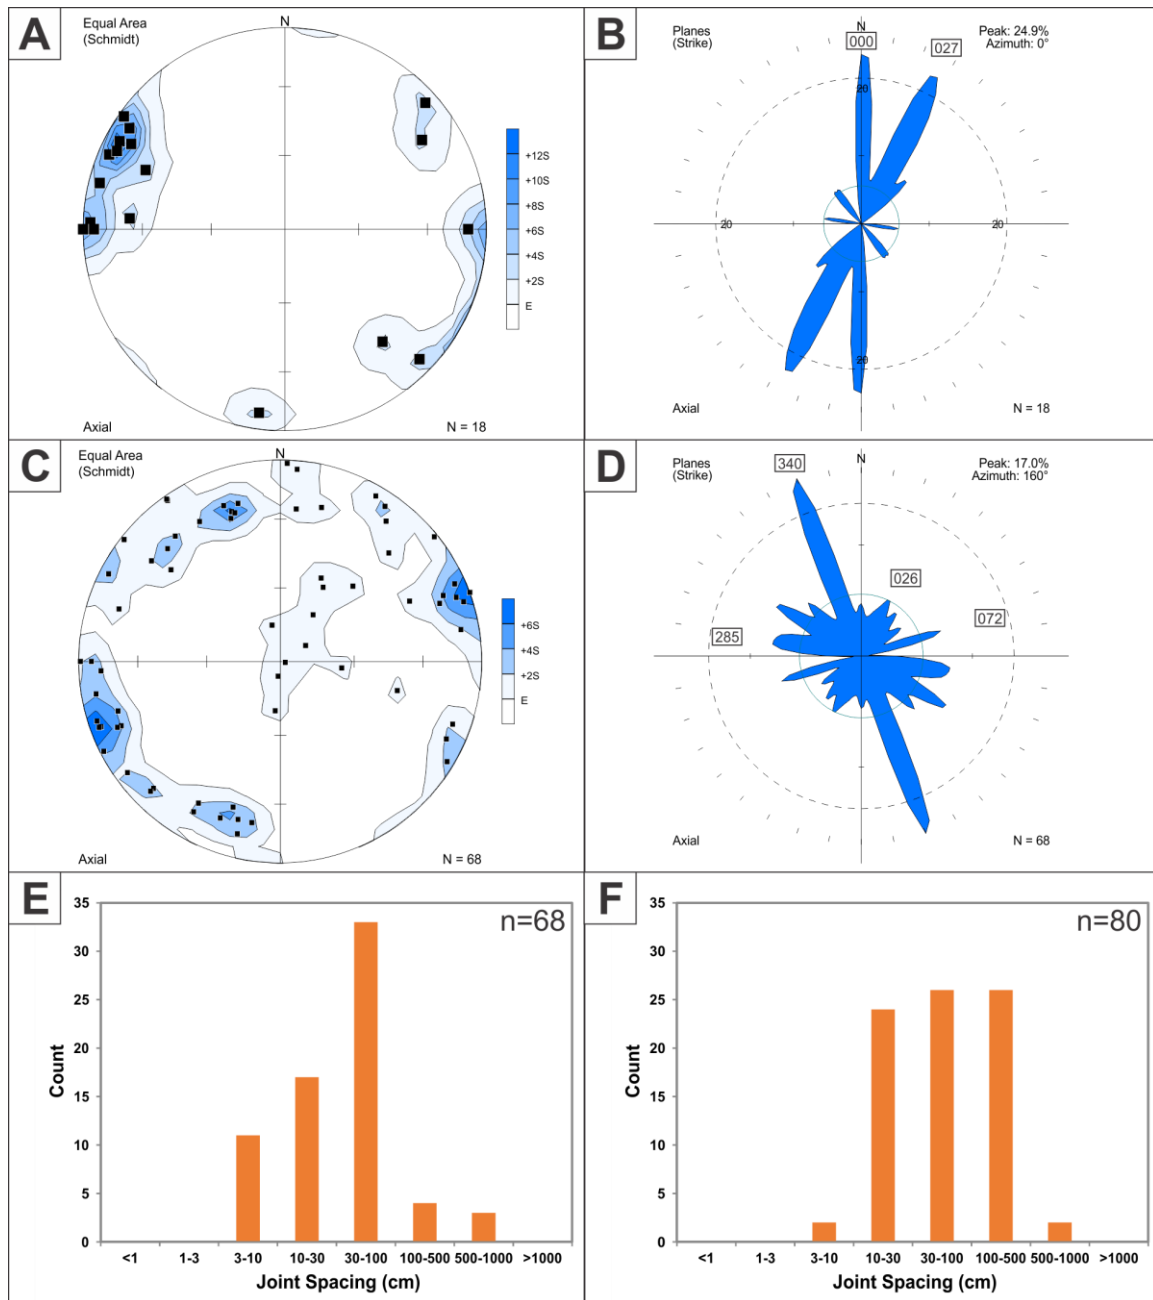 A
Equal Area
(Schmidt)
N
+12S
+10S
+8S
+6S
+4S
+2S
E
Axial
N = 18
B
Planes
(Strike)
N
000
027
Peak: 24.9%
Azimuth: 0°
20
20
20
20
Axial
N = 18
C
Equal Area
(Schmidt)
N
+6S
+4S
+2S
E
Axial
N = 68
D
Planes
(Strike)
340
N
Peak: 17.0%
Azimuth: 160°
026
072
285
Axial
N = 68
E
n=68
35
30
25
20
15
10
5
0
Count
<1 1-3 3-10 10-30 30-100 100-500 500-1000 >1000
Joint Spacing (cm)
F
n=80
35
30
25
20
15
10
5
0
Count
<1 1-3 3-10 10-30 30-100 100-500 500-1000 >1000
Joint Spacing (cm)